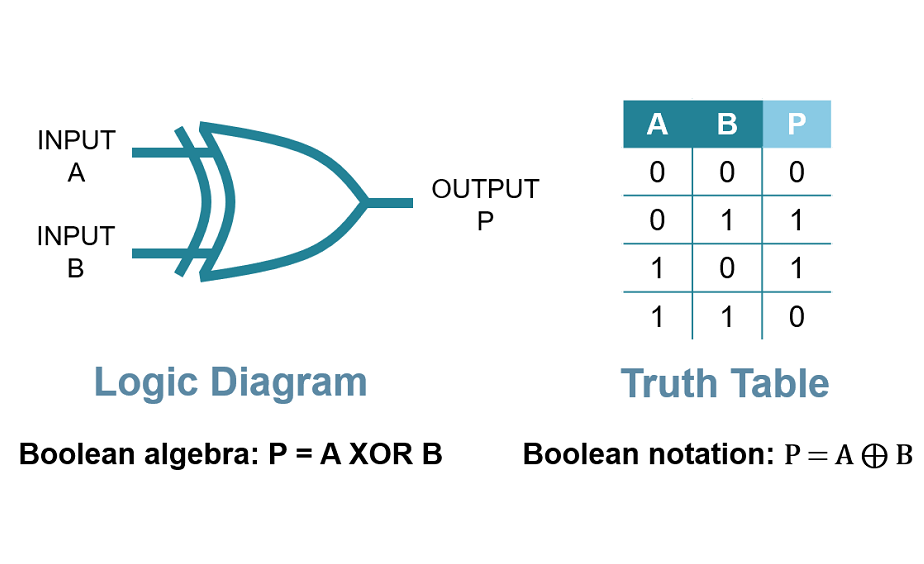 INPUT
A
INPUT
B
OUTPUT
P
A B P
0 0 0
0 1 1
1 0 1
1 1 0
Logic Diagram
Truth Table
Boolean algebra: P = A XOR B
Boolean notation: P = A ⊕ B